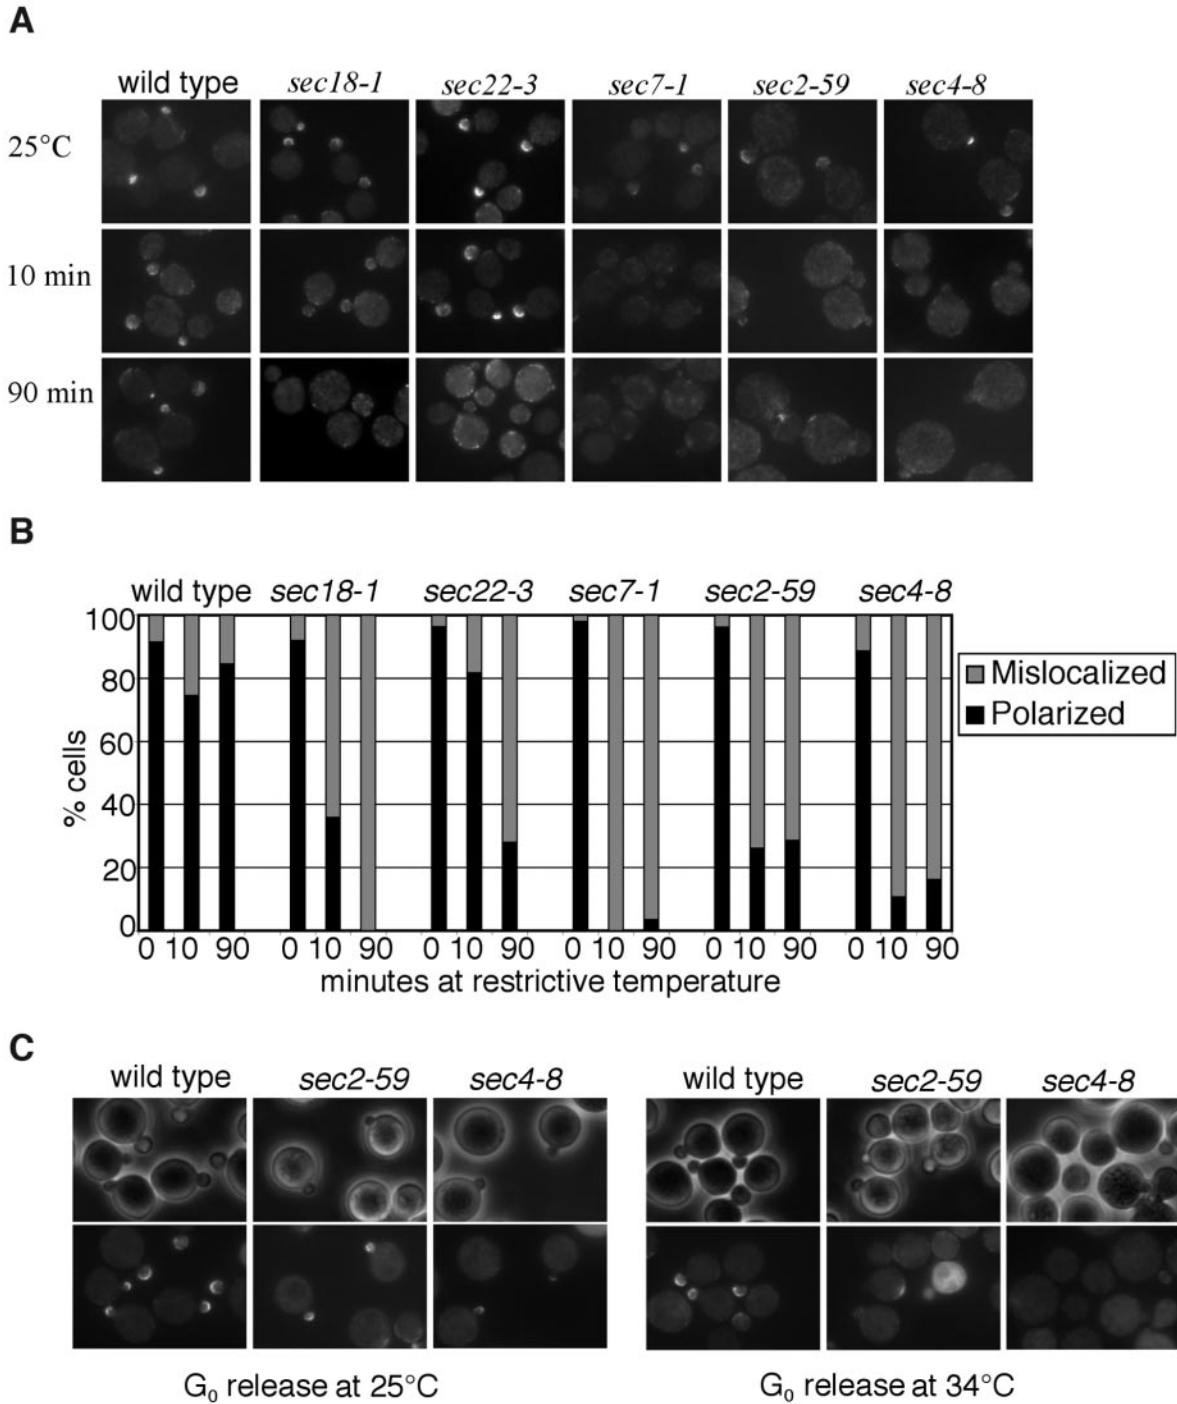 A
wild type sec18-1 sec22-3 sec7-1 sec2-59 sec4-8
25°C
10 min
90 min
B
wild type sec18-1 sec22-3 sec7-1 sec2-59 sec4-8
100
80
60
40
20
0
% cells
Mislocalized
Polarized
0 10 90 0 10 90 0 10 90 0 10 90 0 10 90 0 10 90
minutes at restrictive temperature
C
wild type sec2-59 sec4-8 wild type sec2-59 sec4-8
G₀ release at 25°C G₀ release at 34°C